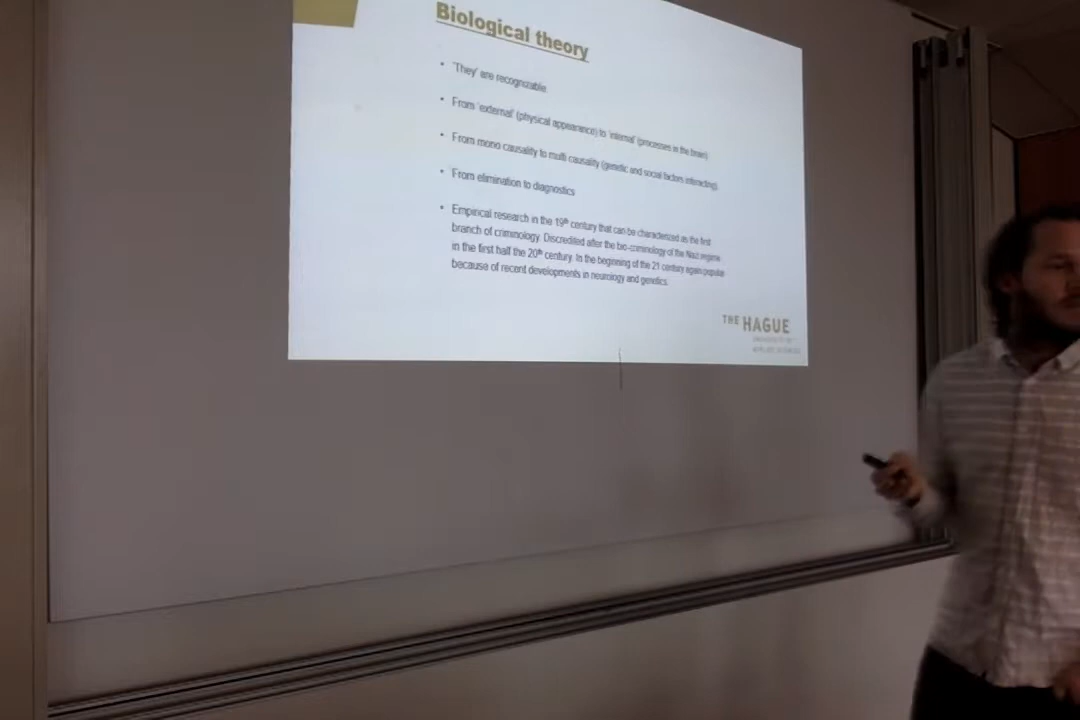 Biological theory
• 'They' are recognizable
• From 'external' (physical appearance) to 'internal' (processes in the brain)
• From mono causality to multi causality (genetic and social factors interacting)
• From elimination to diagnostics
• Empirical research in the 19th century that can be characterized as the first
branch of criminology. Discredited after the bio-criminology of the Nazi regime
in the first half the 20th century. In the beginning of the 21 century again popular
because of recent developments in neurology and genetics.
THE HAGUE
UNIVERSITY OF
APPLIED SCIENCES